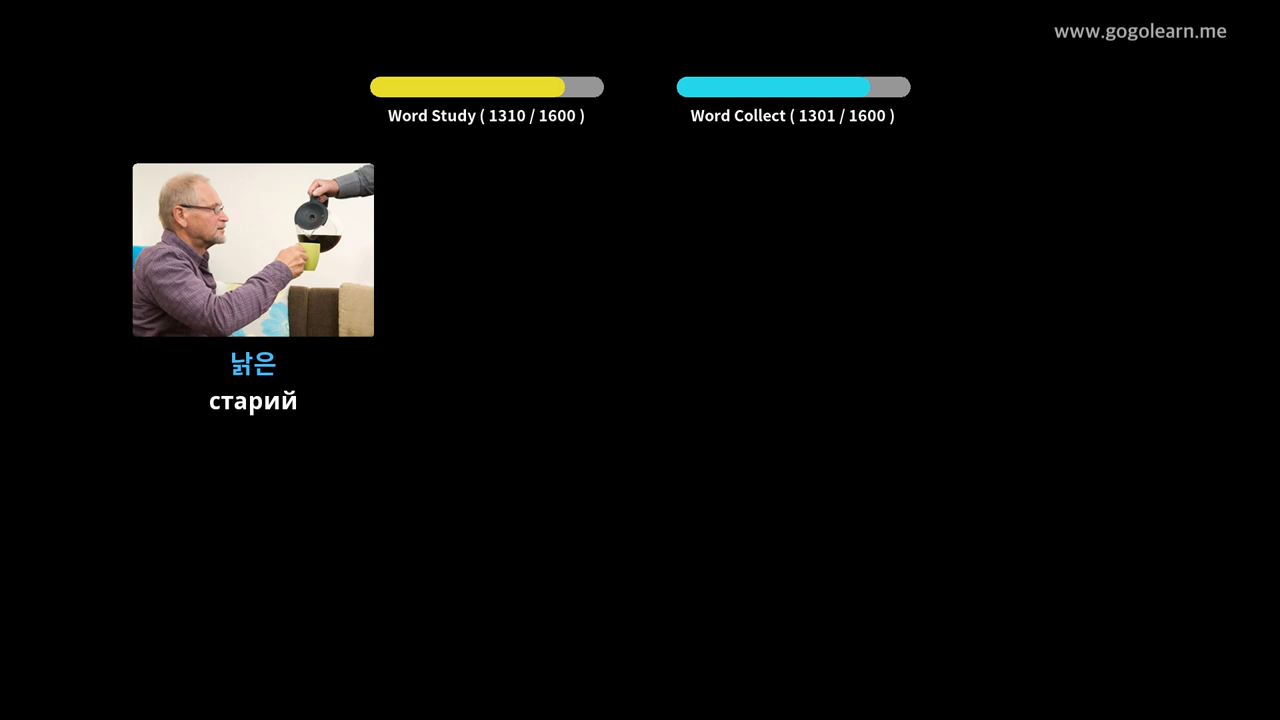 www.gogolearn.me
Word Study ( 1310 / 1600 )
Word Collect ( 1301 / 1600 )
낡은
старий